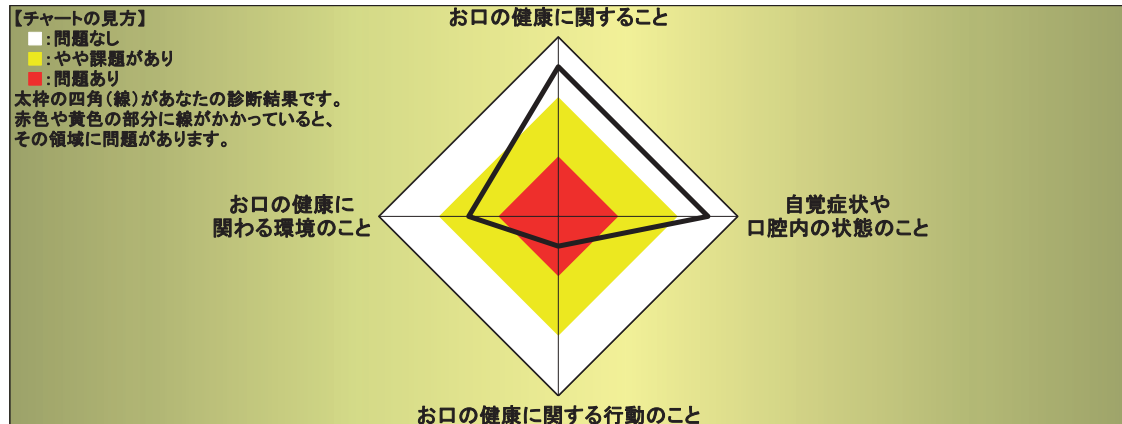 【チャートの見方】
:問題なし
:やや課題があり
:問題あり
太枠の四角(線)があなたの診断結果です。
赤色や黄色の部分に線がかかっていると、
その領域に問題があります。
お口の健康に関すること
お口の健康に
関わる環境のこと
自覚症状や
口腔内の状態のこと
お口の健康に関する行動のこと